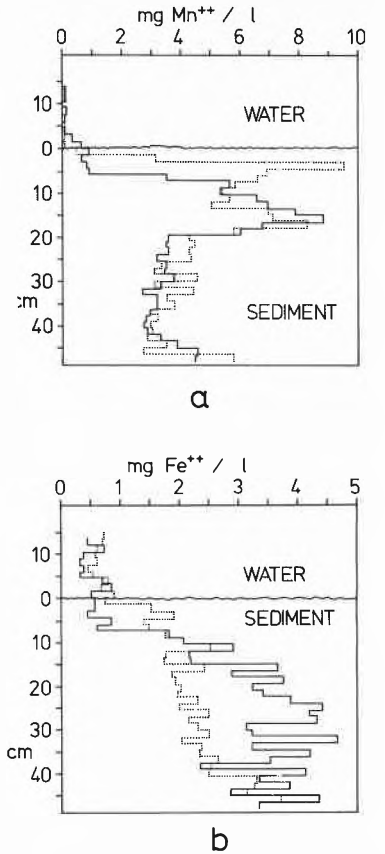 mg Mn++ / l
0 2 4 6 8 10
10
WATER
0
10
20
30
SEDIMENT
cm
40
a
mg Fe++ / l
0 1 2 3 4 5
10
WATER
0
SEDIMENT
10
20
30
cm
40
b